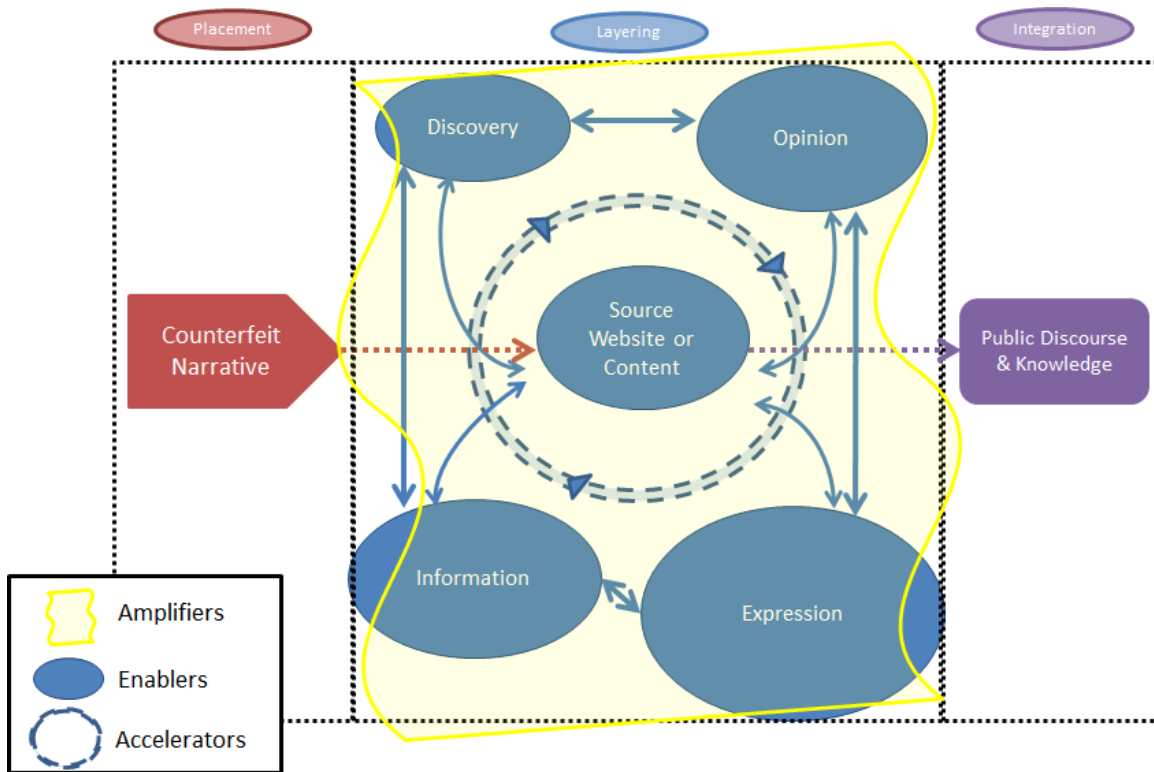 Placement
Layering
Integration
Discovery
Opinion
Counterfeit
Narrative
Source
Website or
Content
Public Discourse
& Knowledge
Information
Expression
Amplifiers
Enablers
Accelerators